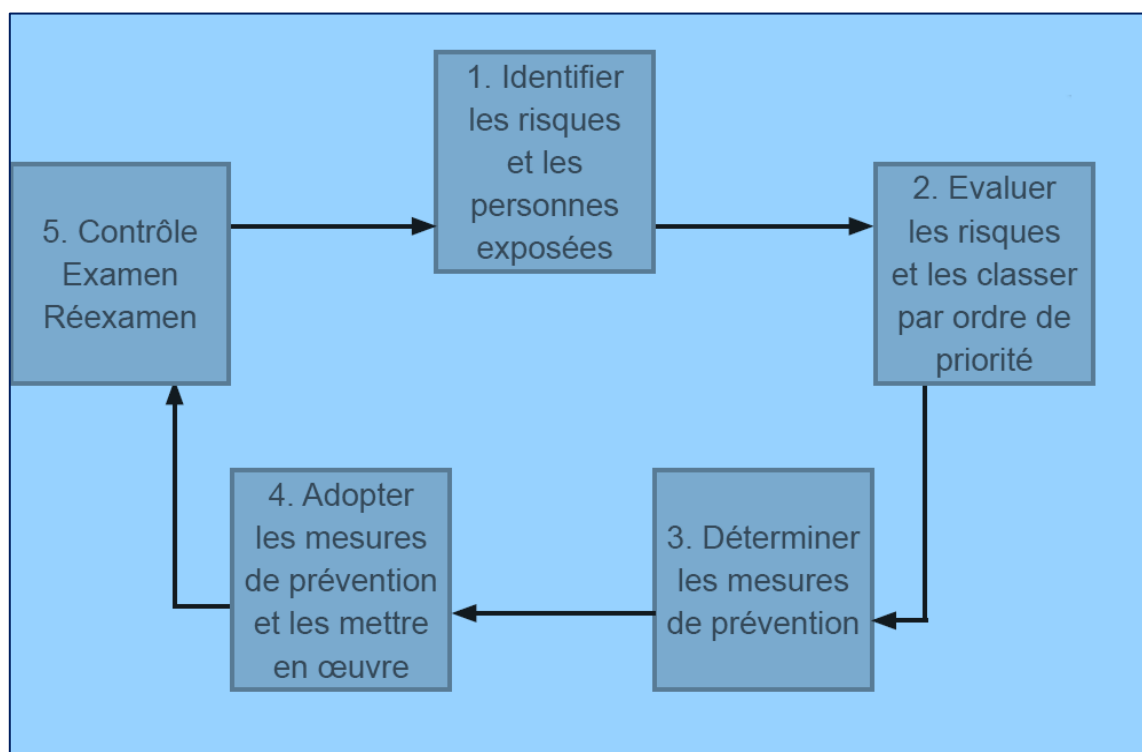 1. Identifier
les risques
et les
personnes
exposées
2. Evaluer
les risques
et les classer
par ordre de
priorité
3. Déterminer
les mesures
de prévention
4. Adopter
les mesures
de prévention
et les mettre
en œuvre
5. Contrôle
Examen
Réexamen